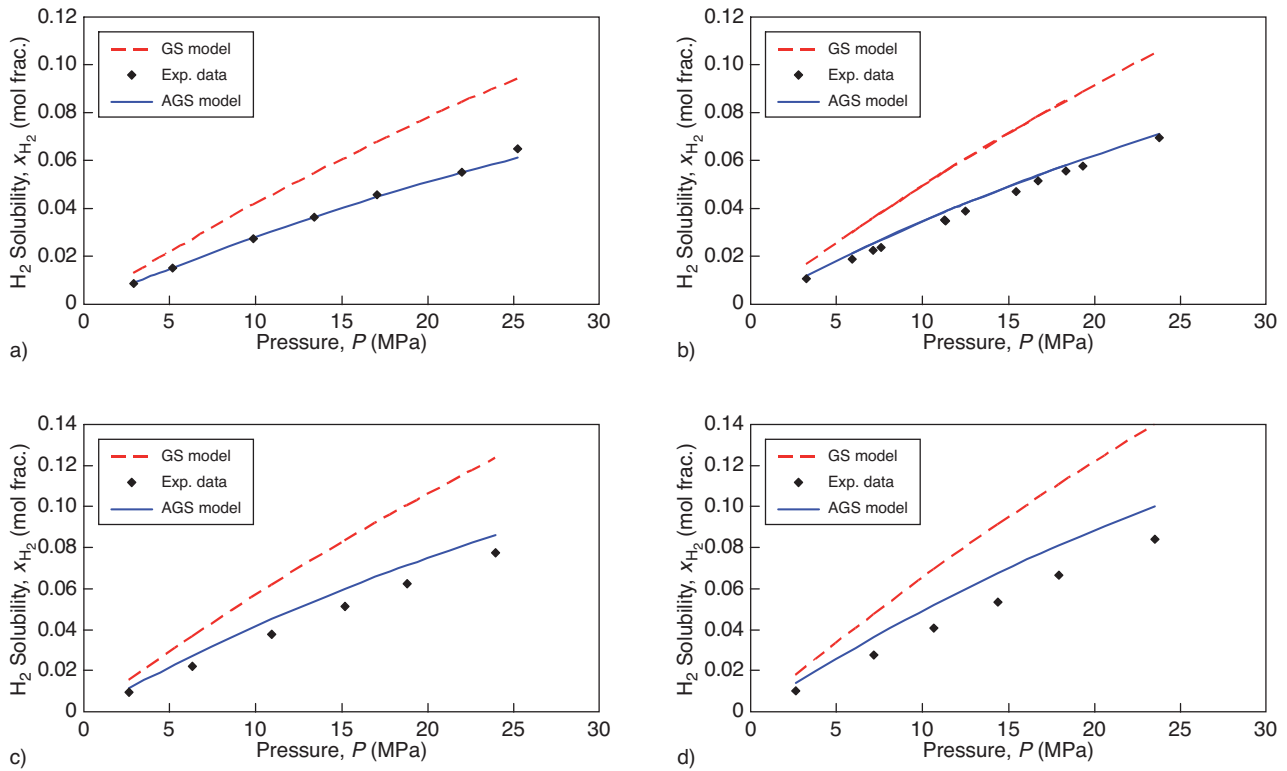 0.12
0.10
0.08
0.06
0.04
0.02
0
H2 Solubility, xH2 (mol frac.)
GS model
Exp. data
AGS model
0 5 10 15 20 25 30
Pressure, P (MPa)
a)
0.12
0.10
0.08
0.06
0.04
0.02
0
H2 Solubility, xH2 (mol frac.)
GS model
Exp. data
AGS model
0 5 10 15 20 25 30
Pressure, P (MPa)
b)
0.14
0.12
0.10
0.08
0.06
0.04
0.02
0
H2 Solubility, xH2 (mol frac.)
GS model
Exp. data
AGS model
0 5 10 15 20 25 30
Pressure, P (MPa)
c)
0.14
0.12
0.10
0.08
0.06
0.04
0.02
0
H2 Solubility, xH2 (mol frac.)
GS model
Exp. data
AGS model
0 5 10 15 20 25 30
Pressure, P (MPa)
d)